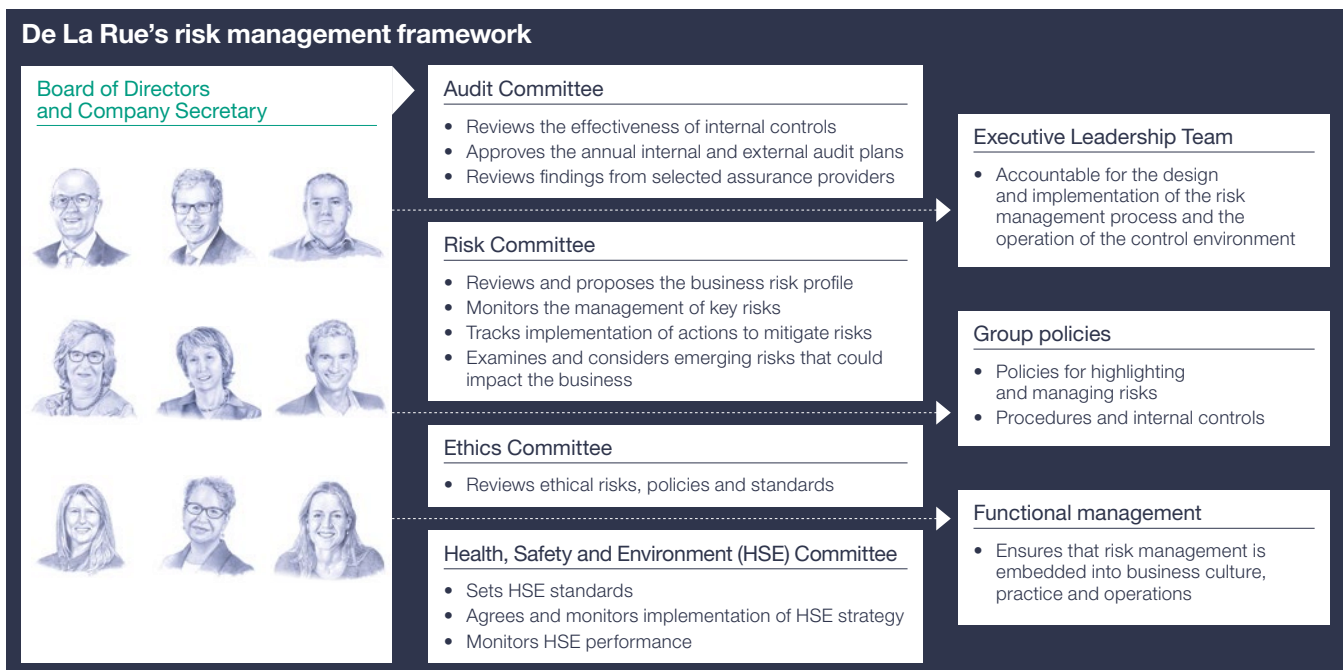 De La Rue's risk management framework
Board of Directors
and Company Secretary
Audit Committee
• Reviews the effectiveness of internal controls
• Approves the annual internal and external audit plans
• Reviews findings from selected assurance providers
Risk Committee
• Reviews and proposes the business risk profile
• Monitors the management of key risks
• Tracks implementation of actions to mitigate risks
• Examines and considers emerging risks that could
impact the business
Ethics Committee
• Reviews ethical risks, policies and standards
Health, Safety and Environment (HSE) Committee
• Sets HSE standards
• Agrees and monitors implementation of HSE strategy
• Monitors HSE performance
Executive Leadership Team
• Accountable for the design
and implementation of the risk
management process and the
operation of the control environment
Group policies
• Policies for highlighting
and managing risks
• Procedures and internal controls
Functional management
• Ensures that risk management is
embedded into business culture,
practice and operations